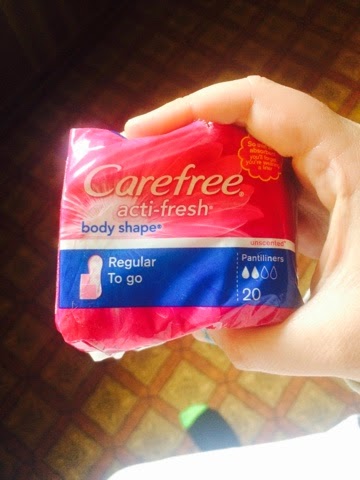 Carefree®
acti-fresh®
body shape®
unscented
Regular
To go
Pantiliners
20